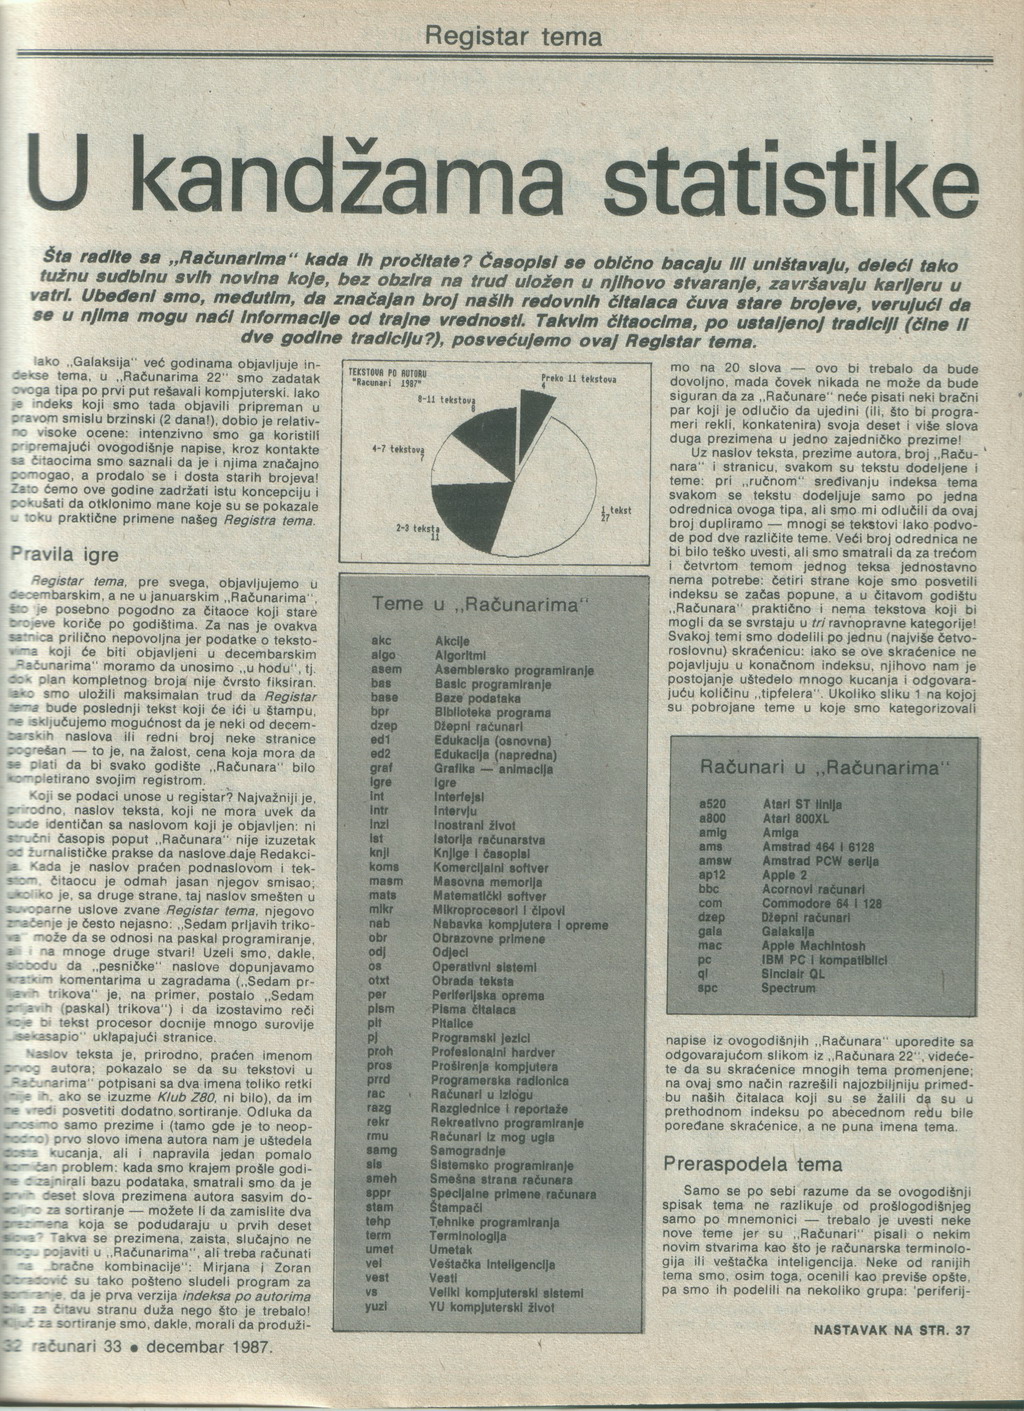 Registar tema
U kandžama statistike
Šta radite sa „Računarima“ kada ih pročitate? Časopisi se obično bacaju ili uništavaju, deleći tako
tužnu sudbinu svih novina koje, bez obzira na trud uložen u njihovo stvaranje, završavaju karijeru u
vatri. Ubeđeni smo, međutim, da značajan broj naših redovnih čitalaca čuva stare brojeve, verujući da
se u njima mogu naći informacije od trajne vrednosti. Takvim čitaocima, po ustaljenoj tradiciji (čine li
dve godine tradiciju?), posvećujemo ovaj Registar tema.
Iako „Galaksija“ već godinama objavljuje in-
dekse tema, u „Računarima 22“ smo zadatak
ovoga tipa po prvi put rešavali kompjuterski. Iako
je indeks koji smo tada objavili pripreman u
pravom smislu brzinski (2 dana!), dobio je relativ-
no visoke ocene: intenzivno smo ga koristili
pripremajući ovogodišnje napise, kroz kontakte
sa čitaocima smo saznali da je i njima značajno
pomogao, a prodalo se i dosta starih brojeva!
Zato ćemo ove godine zadržati istu koncepciju i
pokušati da otklonimo mane koje su se pokazale
u toku praktične primene našeg Registra tema.
Pravila igre
Registar tema, pre svega, objavljujemo u
decembarskim, a ne u januarskim „Računarima“,
što je posebno pogodno za čitaoce koji stare
brojeve koriče po godištima. Za nas je ovakva
satnica prilično nepovoljna jer podatke o teksto-
vima koji će biti objavljeni u decembarskim
„Računarima“ moramo da unosimo „u hodu“, tj.
dok plan kompletnog broja nije čvrsto fiksiran.
Iako smo uložili maksimalan trud da Registar
tema bude poslednji tekst koji će ići u štampu,
ne isključujemo mogućnost da je neki od decem-
barskih naslova ili redni broj neke stranice
pogrešan — to je, na žalost, cena koja mora da
se plati da bi svako godište „Računara“ bilo
kompletirano svojim registrom.
Koji se podaci unose u registar? Najvažniji je,
prirodno, naslov teksta, koji ne mora uvek da
bude identičan sa naslovom koji je objavljen: ni
stručni časopis poput „Računara“ nije izuzetak
od žurnalističke prakse da naslove daje Redakci-
ja. Kada je naslov praćen podnaslovom i tek-
stom, čitaocu je odmah jasan njegov smisao;
ukoliko je, sa druge strane, taj naslov smešten u
suvoparne uslove zvane Registar tema, njegovo
značenje je često nejasno: „Sedam prljavih triko-
va“ može da se odnosi na paskal programiranje,
ali i na mnoge druge stvari! Uzeli smo, dakle,
slobodu da „pesničke“ naslove dopunjavamo
kratkim komentarima u zagradama („Sedam pr-
ljavih trikova“ je, na primer, postalo „Sedam
prljavih (paskal) trikova“) i da izostavimo reči
koje bi tekst procesor docnije mnogo surovije
„isekasapio“ uklapajući stranice.
Naslov teksta je, prirodno, praćen imenom
prvog autora; pokazalo se da su tekstovi u
„Računarima“ potpisani sa dva imena toliko retki
(nije ih, ako se izuzme Klub Z80, ni bilo), da im
ne vredi posvetiti dodatno sortiranje. Odluka da
unosimo samo prezime i (tamo gde je to neop-
hodno) prvo slovo imena autora nam je uštedela
dosta kucanja, ali i napravila jedan pomalo
komičan problem: kada smo krajem prošle godi-
ne dizajnirali bazu podataka, smatrali smo da je
prvih deset slova prezimena autora sasvim do-
voljno za sortiranje — možete li da zamislite dva
prezimena koja se podudaraju u prvih deset
slova? Takva se prezimena, zaista, slučajno ne
mogu pojaviti u „Računarima“, ali treba računati
i na „bračne kombinacije“: Mirjana i Zoran
Obradović su tako pošteno sludeli program za
sortiranje, da je prva verzija indeksa po autorima
bila za čitavu stranu duža nego što je trebalo!
Ključ za sortiranje smo, dakle, morali da produži-
TEKSTOVA PO AUTORU
"Racunari 1987"
Preko 11 tekstova
4
8-11 tekstova
8
4-7 tekstova
7
2-3 teksta
11
1 tekst
27
Teme u „Računarima“
akc Akcije
algo Algoritmi
asem Asemblersko programiranje
bas Basic programiranje
base Baze podataka
bpr Biblioteka programa
dzep Džepni računari
ed1 Edukacija (osnovna)
ed2 Edukacija (napredna)
graf Grafika — animacija
igre Igre
int Interfejsi
intr Intervju
inzi Inostrani život
ist Istorija računarstva
knji Knjige i časopisi
koms Komercijalni softver
masm Masovna memorija
mats Matematički softver
mikr Mikroprocesori i čipovi
nab Nabavka kompjutera i opreme
obr Obrazovne primene
odj Odjeci
os Operativni sistemi
otxt Obrada teksta
per Periferijska oprema
pism Pisma čitalaca
pit Pitalice
pj Programski jezici
proh Profesionalni hardver
pros Proširenja kompjutera
prrd Programerska radionica
rac Računari u izlogu
razg Razglednice i reportaže
rekr Rekreativno programiranje
rmu Računari iz mog ugla
samg Samogradnje
sis Sistemsko programiranje
smeh Smešna strana računara
sppr Specijalne primene računara
stam Štampači
tehp Tehnike programiranja
term Terminologija
umet Umetak
vei Veštačka inteligencija
vest Vesti
vs Veliki kompjuterski sistemi
yuzi YU kompjuterski život
mo na 20 slova — ovo bi trebalo da bude
dovoljno, mada čovek nikada ne može da bude
siguran da za „Računare“ neće pisati neki bračni
par koji je odlučio da ujedini (ili, što bi progra-
meri rekli, konkatenira) svoja deset i više slova
duga prezimena u jedno zajedničko prezime!
Uz naslov teksta, prezime autora, broj „Raču-
nara“ i stranicu, svakom su tekstu dodeljene i
teme: pri „ručnom“ sređivanju indeksa tema
svakom se tekstu dodeljuje samo po jedna
odrednica ovoga tipa, ali smo mi odlučili da ovaj
broj dupliramo — mnogi se tekstovi lako podvo-
de pod dve različite teme. Veći broj odrednica ne
bi bilo teško uvesti, ali smo smatrali da za trećom
i četvrtom temom jednog teksa jednostavno
nema potrebe: četiri strane koje smo posvetili
indeksu se začas popune, a u čitavom godištu
„Računara“ praktično i nema tekstova koji bi
mogli da se svrstaju u tri ravnopravne kategorije!
Svakoj temi smo dodelili po jednu (najviše četvo-
roslovnu) skraćenicu: iako se ove skraćenice ne
pojavljuju u konačnom indeksu, njihovo nam je
postojanje uštedelo mnogo kucanja i odgovara-
juću količinu „tipfelera“. Ukoliko sliku 1 na kojoj
su pobrojane teme u koje smo kategorizovali
Računari u „Računarima“
a520 Atari ST linija
a800 Atari 800XL
amig Amiga
ams Amstrad 464 i 6128
amsw Amstrad PCW serija
ap12 Apple 2
bbc Acornovi računari
com Commodore 64 i 128
dzep Džepni računari
gala Galaksija
mac Apple Machintosh
pc IBM PC i kompatibilci
ql Sinclair QL
spc Spectrum
napise iz ovogodišnjih „Računara“ uporedite sa
odgovarajućom slikom iz „Računara 22“, videće-
te da su skraćenice mnogih tema promenjene;
na ovaj smo način razrešili najozbiljniju primed-
bu naših čitalaca koji su se žalili da su u
prethodnom indeksu po abecednom redu bile
poređane skraćenice, a ne puna imena tema.
Preraspodela tema
Samo se po sebi razume da se ovogodišnji
spisak tema ne razlikuje od prošlogodišnjeg
samo po mnemonici — trebalo je uvesti neke
nove teme jer su „Računari“ pisali o nekim
novim stvarima kao što je računarska terminolo-
gija ili veštačka inteligencija. Neke od ranijih
tema smo, osim toga, ocenili kao previše opšte,
pa smo ih podelili na nekoliko grupa: 'periferij-
NASTAVAK NA STR. 37
32 računari 33 • decembar 1987.